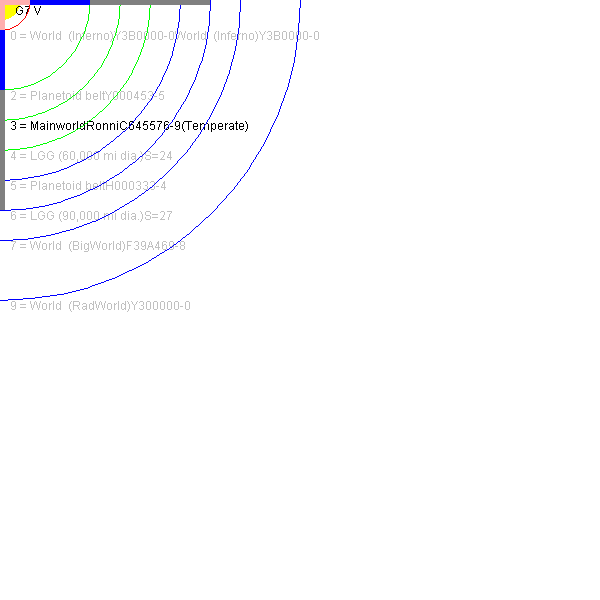 G7 V
0 = World  (Inferno)Y3B0000-0World  (Inferno)Y3B0000-0
2 = Planetoid beltY000453-5
3 = MainworldRonniC645576-9(Temperate)
4 = LGG (60,000 mi dia.)S=24
5 = Planetoid beltH000333-4
6 = LGG (90,000 mi dia.)S=27
7 = World  (BigWorld)F39A469-8
9 = World  (RadWorld)Y300000-0